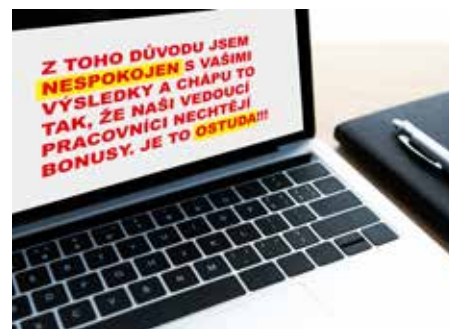 Z TOHO DŮVODU JSEM
NESPOKOJEN S VAŠIMI
VÝSLEDKY A CHÁPU TO
TAK, ŽE NAŠI VEDOUCÍ
PRACOVNÍCI NECHTĚJÍ
BONUSY. JE TO OSTUDA!!!